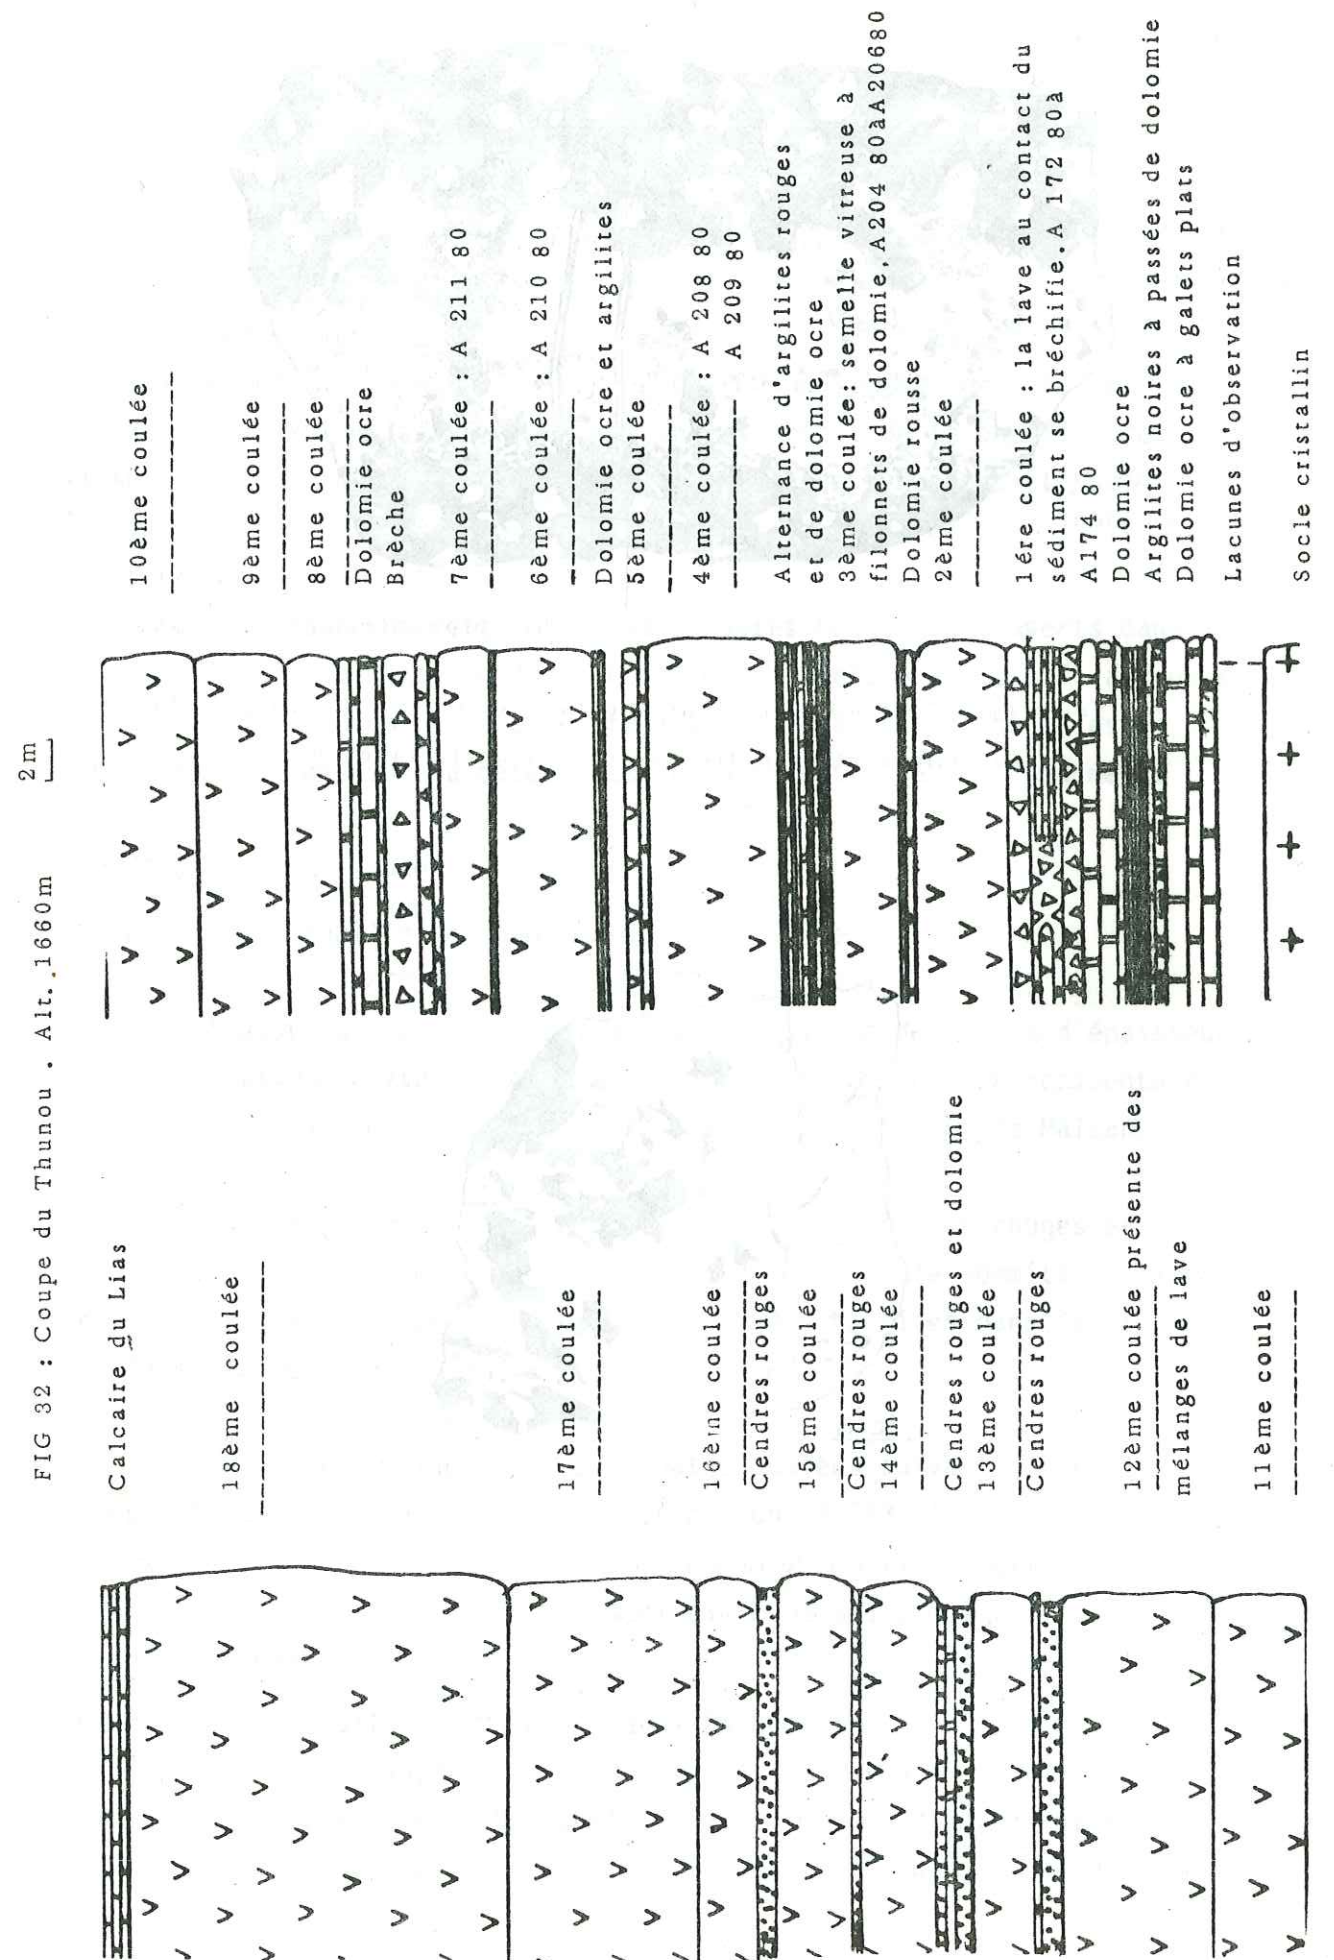 FIG 32 : Coupe du Thunou . Alt. 1660m
2m
Calcaire du Lias
18ème coulée
17ème coulée
16ème coulée
Cendres rouges
15ème coulée
Cendres rouges
14ème coulée
Cendres rouges et dolomie
13ème coulée
Cendres rouges
12ème coulée présente des
mélanges de lave
11ème coulée
10ème coulée
9ème coulée
8ème coulée
Dolomie ocre
Brèche
7ème coulée : A 211 80
6ème coulée : A 210 80
Dolomie ocre et argilites
5ème coulée
4ème coulée : A 208 80
A 209 80
Alternance d'argilites rouges
et de dolomie ocre
3ème coulée: semelle vitreuse à
filonnets de dolomie,A204 80àA20680
Dolomie rousse
2ème coulée
1ére coulée : la lave au contact du
sédiment se bréchifie.A 172 80à
A174 80
Dolomie ocre
Argilites noires à passées de dolomie
Dolomie ocre à galets plats
Lacunes d'observation
Socle cristallin